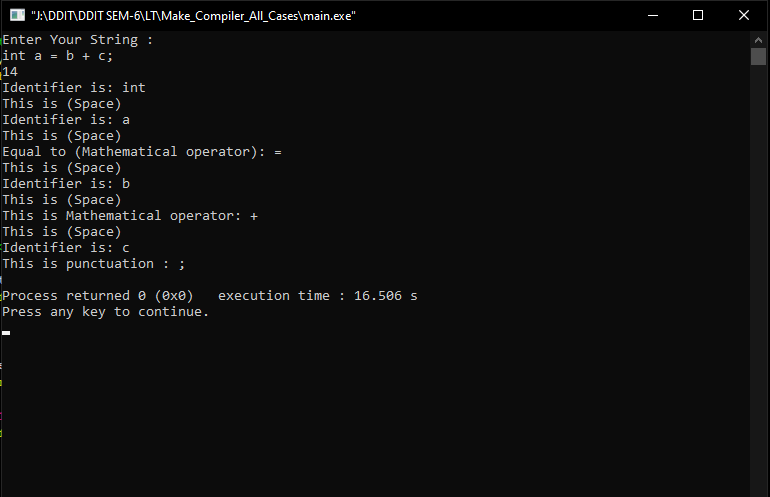 "J:\DDIT\DDIT SEM-6\LT\Make_Compiler_All_Cases\main.exe"
Enter Your String :
int a = b + c;
14
Identifier is: int
This is (Space)
Identifier is: a
This is (Space)
Equal to (Mathematical operator): =
This is (Space)
Identifier is: b
This is (Space)
This is Mathematical operator: +
This is (Space)
Identifier is: c
This is punctuation : ;
Process returned 0 (0x0)   execution time : 16.506 s
Press any key to continue.